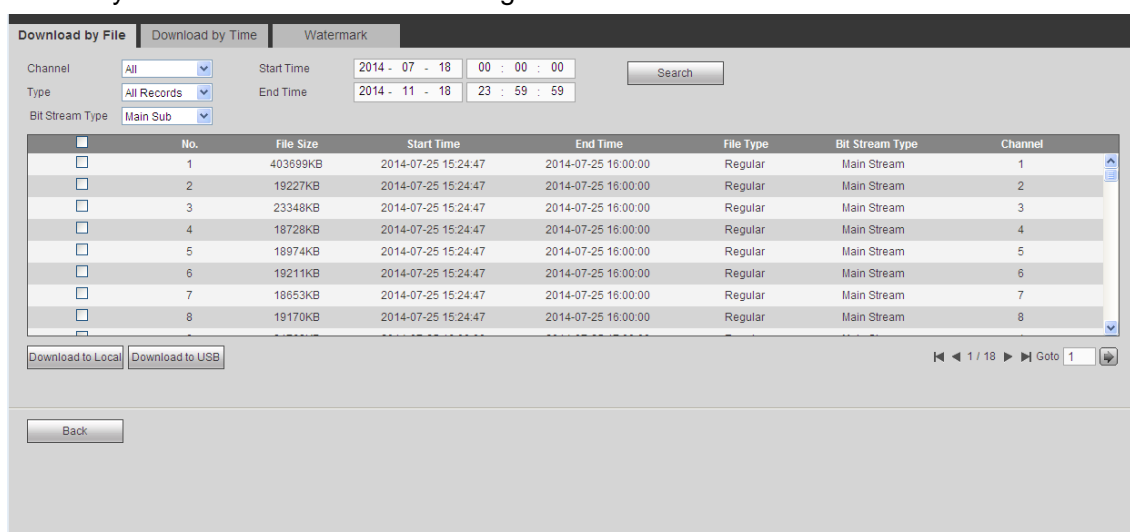 Download by File Download by Time Watermark
Channel All Start Time 2014 - 07 - 18 00 : 00 : 00 Search
Type All Records End Time 2014 - 11 - 18 23 : 59 : 59
Bit Stream Type Main Sub
No. File Size Start Time End Time File Type Bit Stream Type Channel
1 403699KB 2014-07-25 15:24:47 2014-07-25 16:00:00 Regular Main Stream 1
2 19227KB 2014-07-25 15:24:47 2014-07-25 16:00:00 Regular Main Stream 2
3 23348KB 2014-07-25 15:24:47 2014-07-25 16:00:00 Regular Main Stream 3
4 18728KB 2014-07-25 15:24:47 2014-07-25 16:00:00 Regular Main Stream 4
5 18974KB 2014-07-25 15:24:47 2014-07-25 16:00:00 Regular Main Stream 5
6 19211KB 2014-07-25 15:24:47 2014-07-25 16:00:00 Regular Main Stream 6
7 18653KB 2014-07-25 15:24:47 2014-07-25 16:00:00 Regular Main Stream 7
8 19170KB 2014-07-25 15:24:47 2014-07-25 16:00:00 Regular Main Stream 8
Download to Local Download to USB 1 / 18 Goto 1
Back